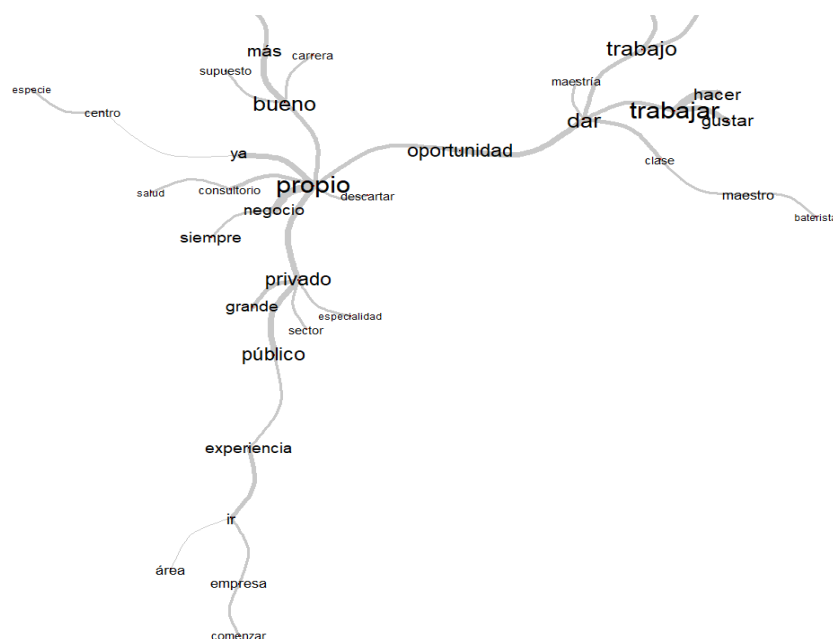 trabajo
más
carrera
supuesto
maestría
especie
hacer
bueno
trabajar
centro
dar
gustar
oportunidad
ya
clase
propio
salud
consultorio
descartar
maestro
negocio
baterista
siempre
privado
grande
especialidad
sector
público
experiencia
ir
área
empresa
comenzar